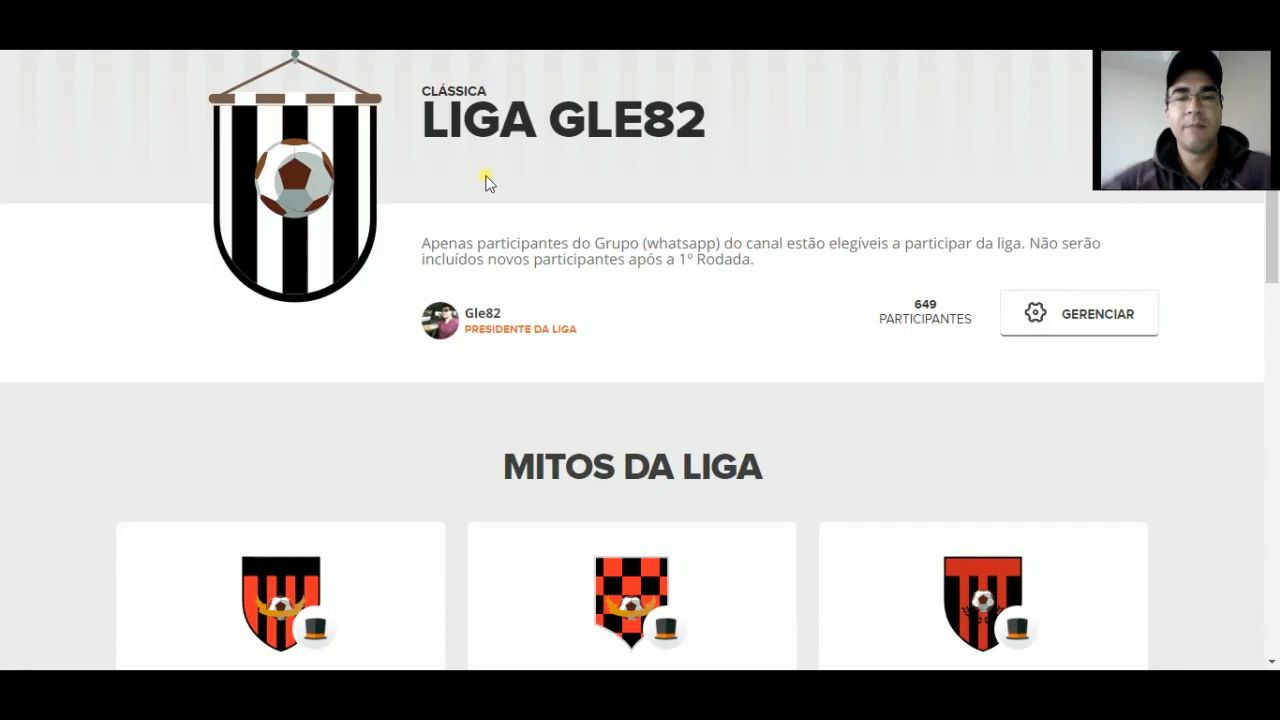 CLÁSSICA
LIGA GLE82
Apenas participantes do Grupo (whatsapp) do canal estão elegíveis a participar da liga. Não serão
incluídos novos participantes após a 1º Rodada.
Gle82
PRESIDENTE DA LIGA
649
PARTICIPANTES
GERENCIAR
MITOS DA LIGA